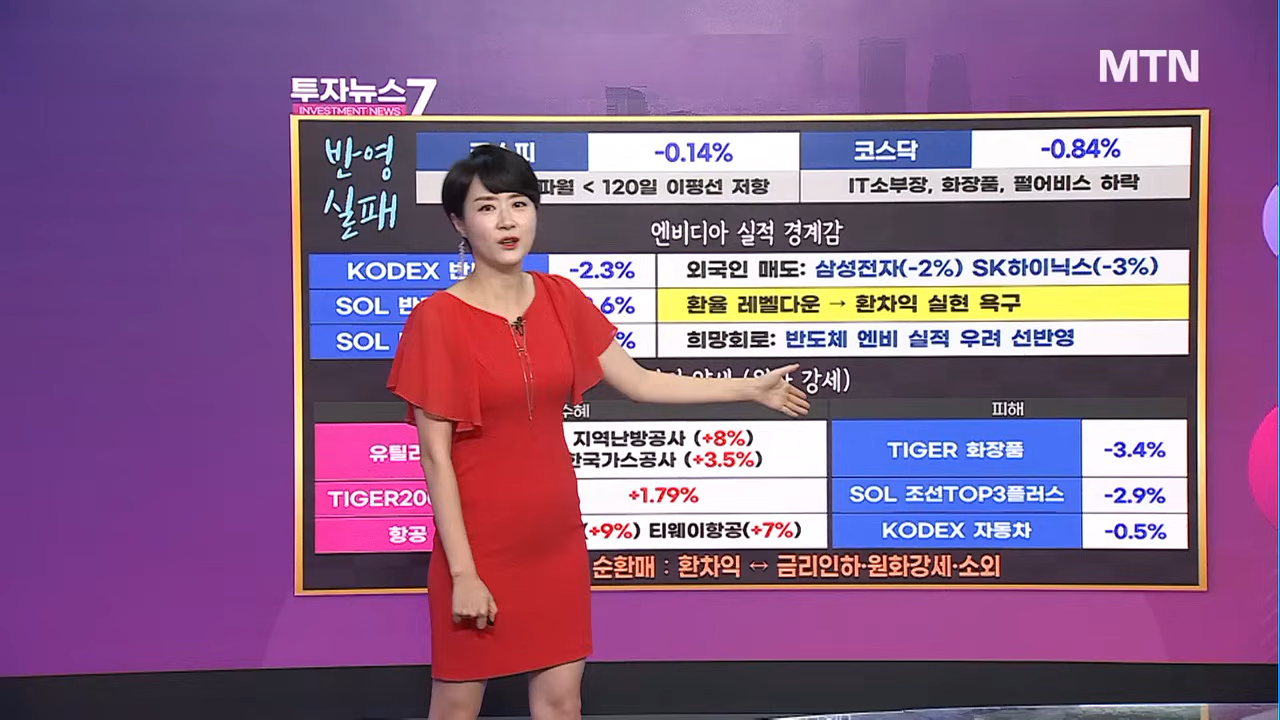 MTN
투자뉴스7
INVESTMENT NEWS
반영
실패
-0.14%
코스닥
-0.84%
파월 < 120일 이평선 저항
IT소부장, 화장품, 펄어비스 하락
엔비디아 실적 경계감
KODEX
-2.3%
외국인 매도: 삼성전자(-2%) SK하이닉스(-3%)
SOL
환율 레벨다운 → 환차익 실현 욕구
SOL
희망회로: 반도체 엔비 실적 우려 선반영
강세)
수혜
피해
지역난방공사 (+8%)
한국가스공사 (+3.5%)
TIGER 화장품
-3.4%
+1.79%
SOL 조선TOP3플러스
-2.9%
항공
(+9%) 티웨이항공(+7%)
KODEX 자동차
-0.5%
순환매 : 환차익 ↔ 금리인하·원화강세·소외